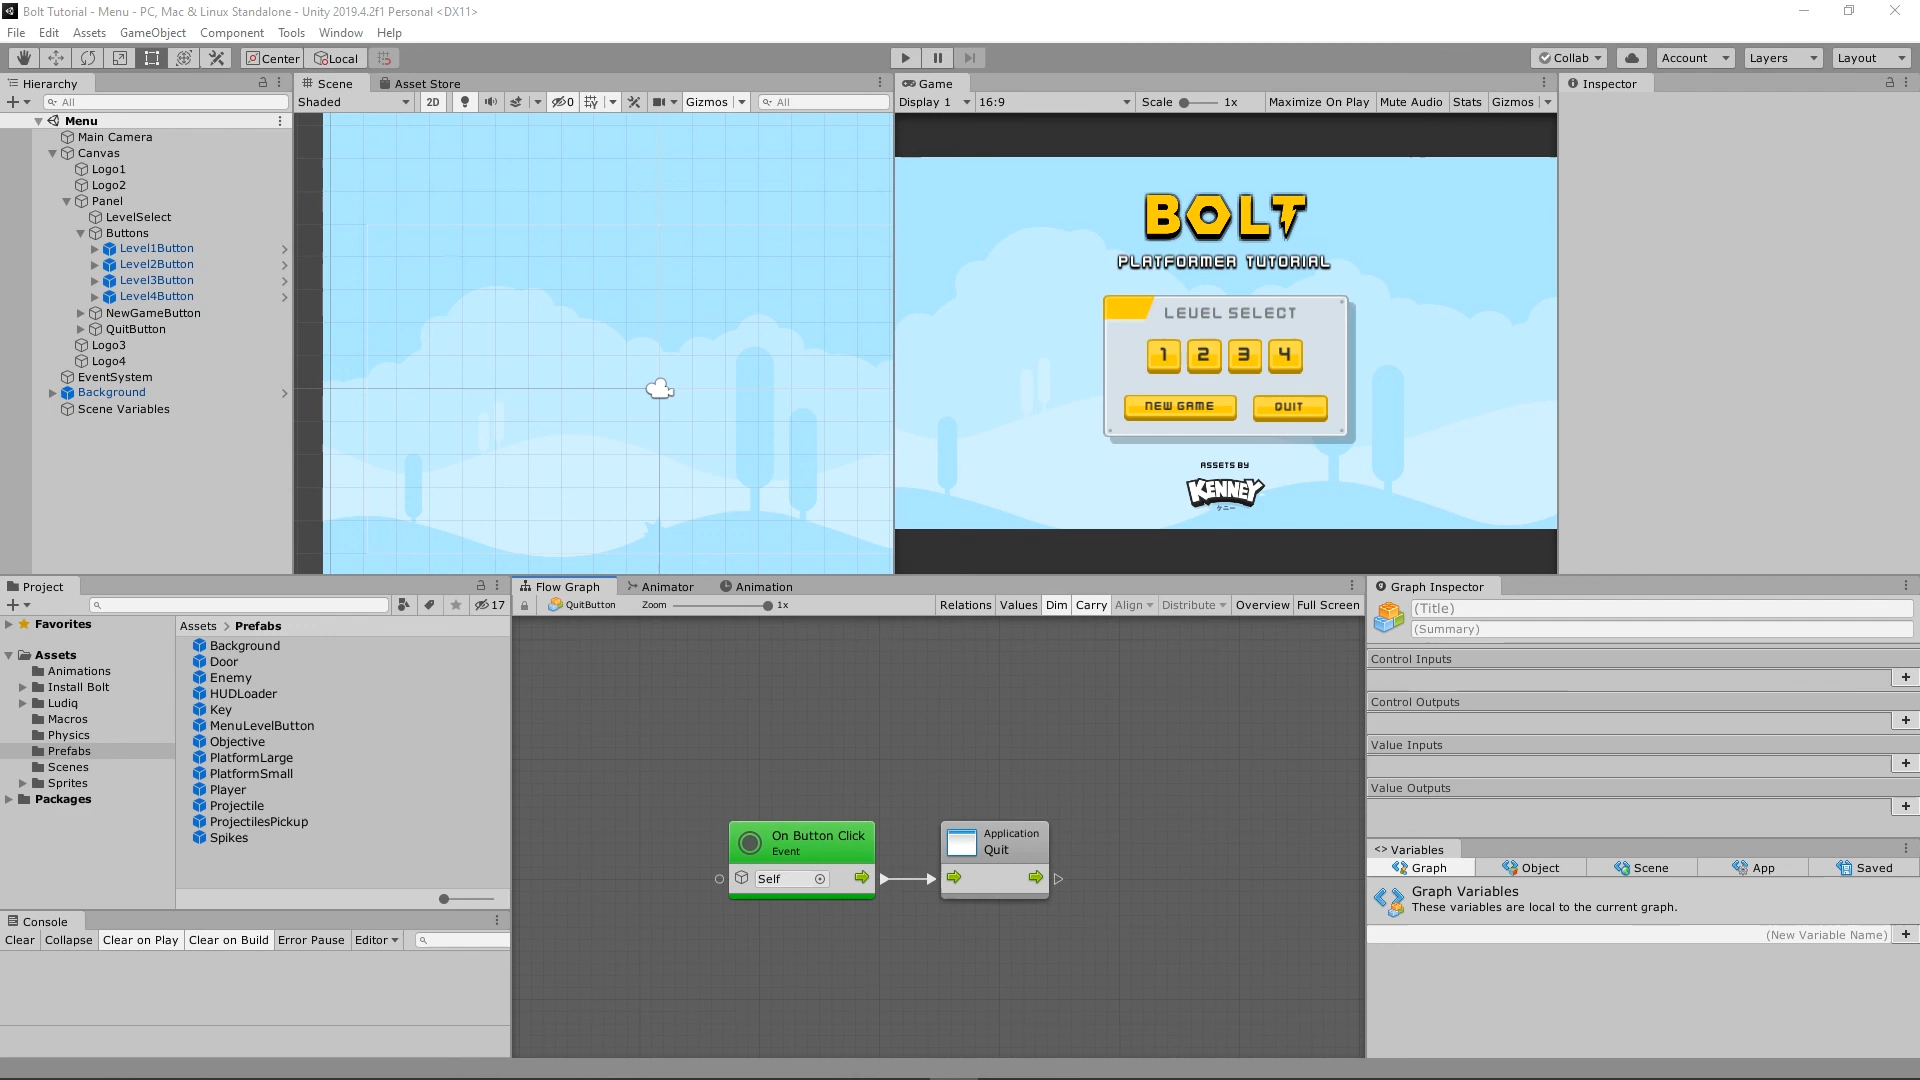 Bolt Tutorial - Menu - PC, Mac & Linux Standalone - Unity 2019.4.2f1 Personal <DX11>
File Edit Assets GameObject Component Tools Window Help
Center Local Collab Account Layers Layout
Hierarchy
All
Menu
Main Camera
Canvas
Logo1
Logo2
Panel
LevelSelect
Buttons
Level1Button
Level2Button
Level3Button
Level4Button
NewGameButton
QuitButton
Logo3
Logo4
EventSystem
Background
Scene Variables
Scene Asset Store
Shaded 2D 0 Gizmos All
Game
Display 1 16:9 Scale 1x Maximize On Play Mute Audio Stats Gizmos
BOLT
PLATFORMER TUTORIAL
LEVEL SELECT
1 2 3 4
NEW GAME QUIT
ASSETS BY
KENNEY
ケニー
Inspector
Project
17
Favorites
Assets
Animations
Install Bolt
Ludiq
Macros
Physics
Prefabs
Scenes
Sprites
Packages
Assets > Prefabs
Background
Door
Enemy
HUDLoader
Key
MenuLevelButton
Objective
PlatformLarge
PlatformSmall
Player
Projectile
ProjectilesPickup
Spikes
Console
Clear Collapse Clear on Play Clear on Build Error Pause Editor
Flow Graph Animator Animation
QuitButton Zoom 1x Relations Values Dim Carry Align Distribute Overview Full Screen
On Button Click
Event
Self
Application
Quit
Graph Inspector
(Title)
(Summary)
Control Inputs
Control Outputs
Value Inputs
Value Outputs
<> Variables
Graph Object Scene App Saved
Graph Variables
These variables are local to the current graph.
(New Variable Name)